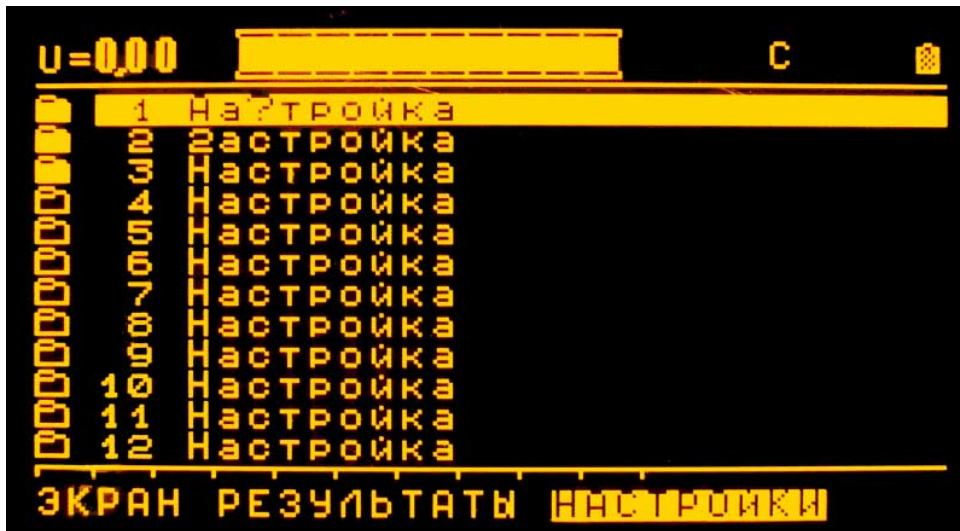 U=0,00 C
1 На?тройка
2 2астройка
3 Настройка
4 Настройка
5 Настройка
6 Настройка
7 Настройка
8 Настройка
9 Настройка
10 Настройка
11 Настройка
12 Настройка
ЭКРАН РЕЗУЛЬТАТЫ НАСТРОЙКИ